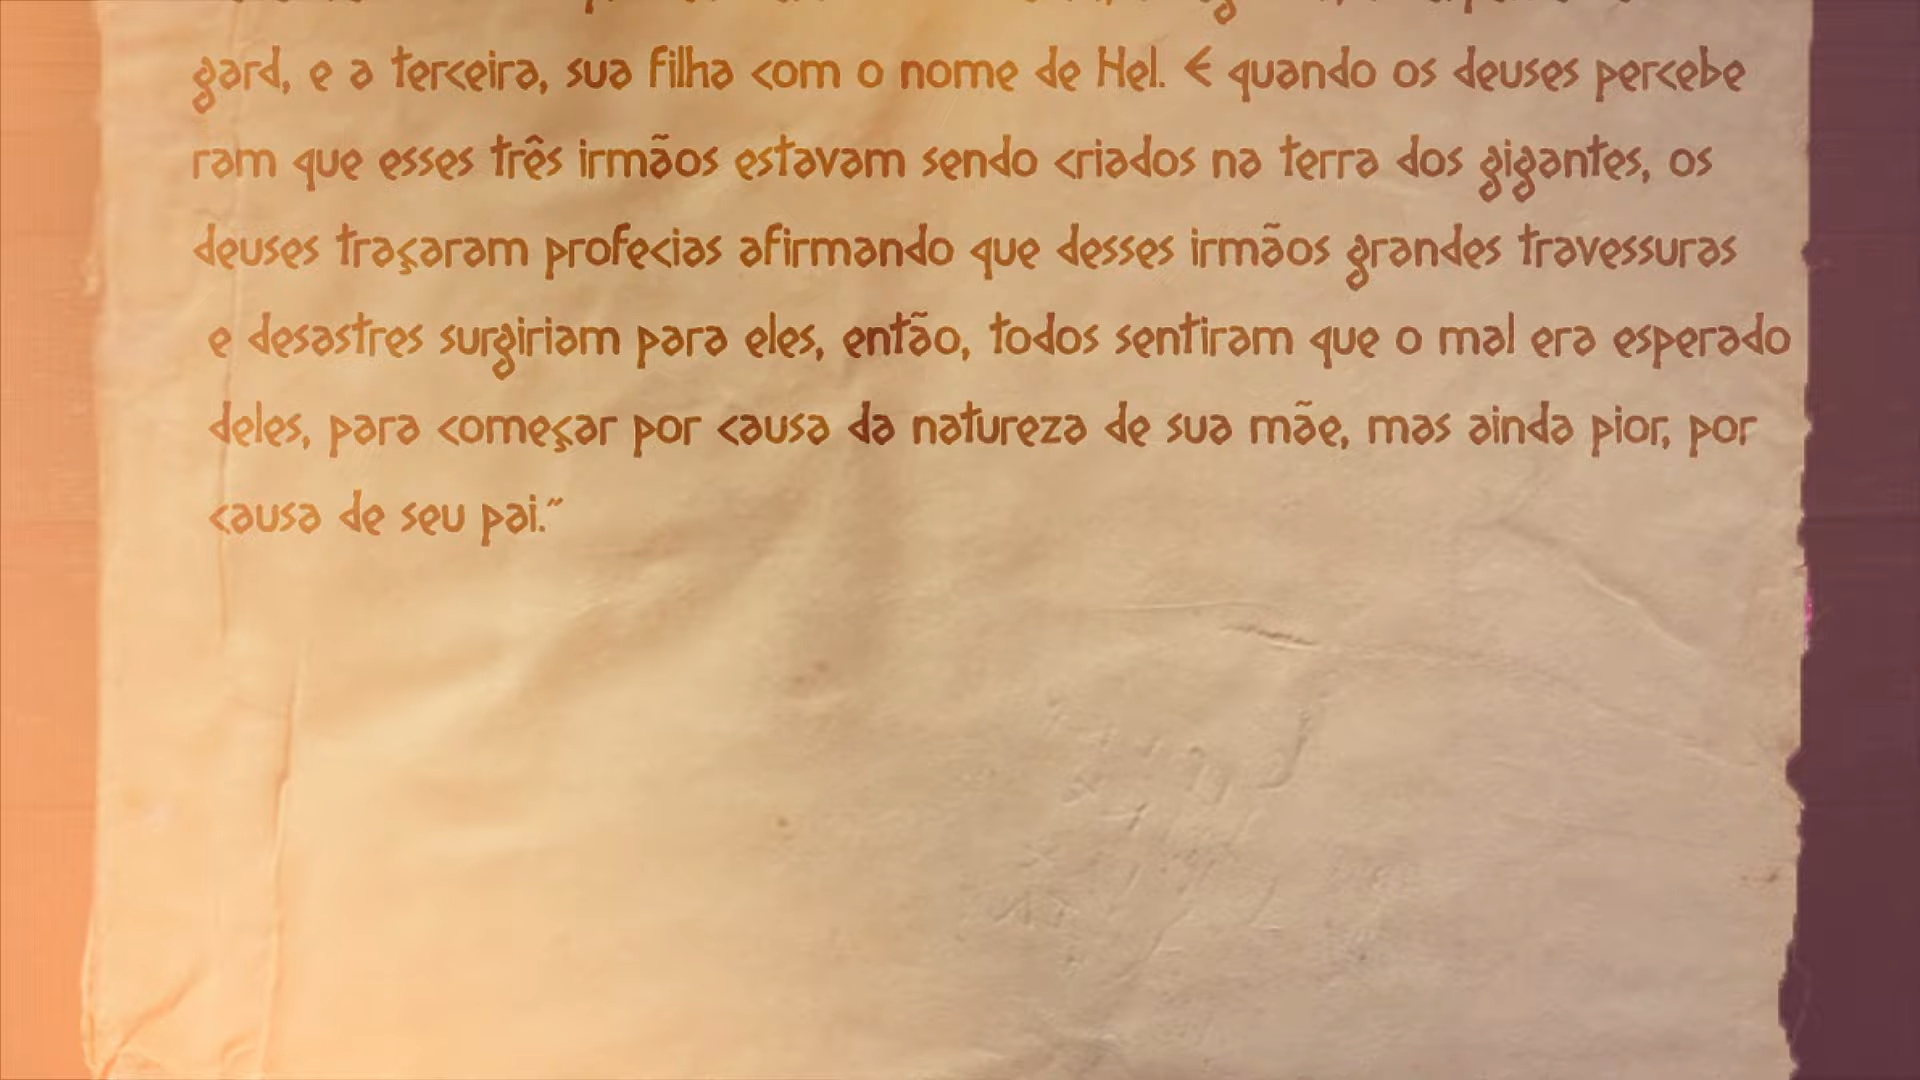 gard, e a terceira, sua filha com o nome de Hel. E quando os deuses percebe
ram que esses três irmãos estavam sendo criados na terra dos gigantes, os
deuses traçaram profecias afirmando que desses irmãos grandes travessuras
e desastres surgiriam para eles, então, todos sentiram que o mal era esperado
deles, para começar por causa da natureza de sua mãe, mas ainda pior, por
causa de seu pai.”